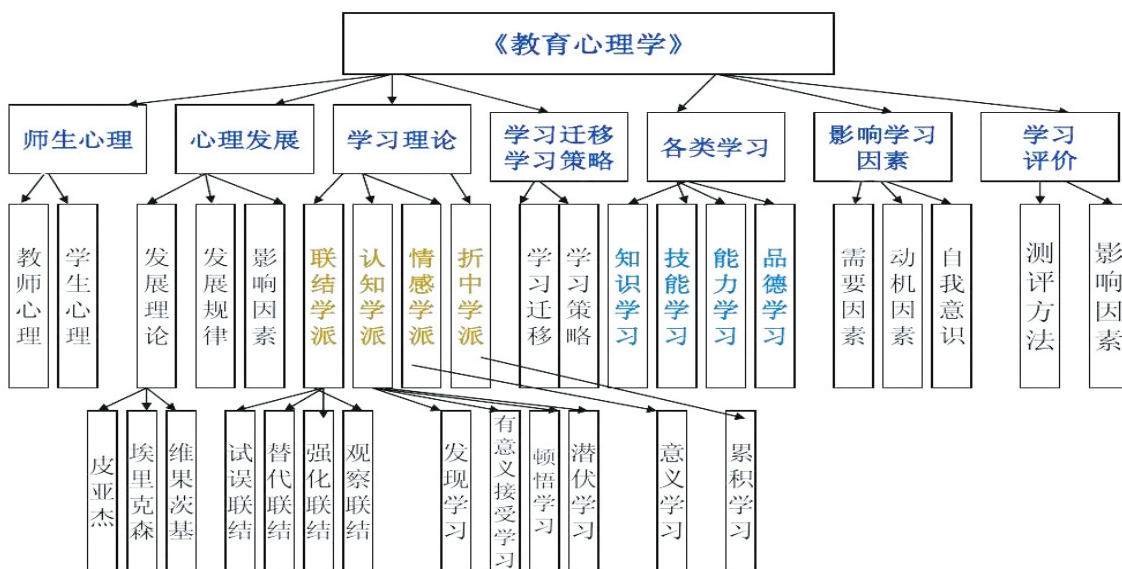 《教育心理学》
师生心理
心理发展
学习理论
学习迁移
学习策略
各类学习
影响学习
因素
学习
评价
教师心理
学生心理
发展理论
发展规律
影响因素
联结学派
认知学派
情感学派
折中学派
学习迁移
学习策略
知识学习
技能学习
能力学习
品德学习
需要因素
动机因素
自我意识
测评方法
影响因素
皮亚杰
埃里克森
维果茨基
试误联结
替代联结
强化联结
观察联结
发现学习
有意义接受学习
顿悟学习
潜伏学习
意义学习
累积学习